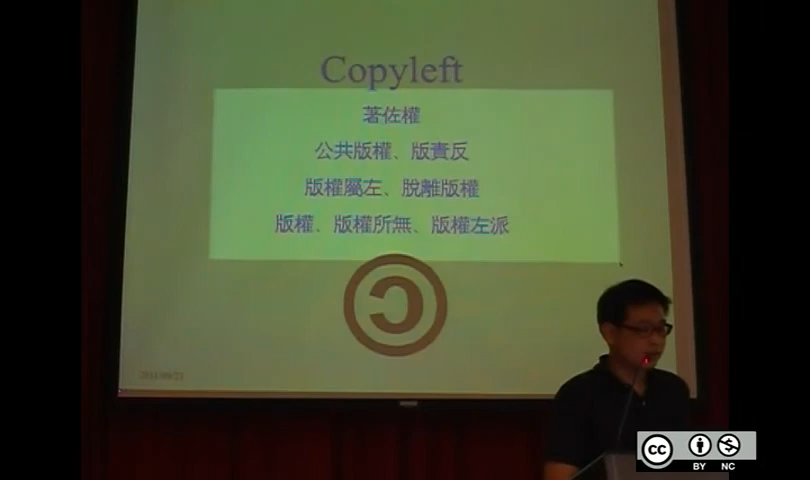 Copyleft
著佐權
公共版權、版責反
版權屬左、脫離版權
版權、版權所無、版權左派
cc
BY NC